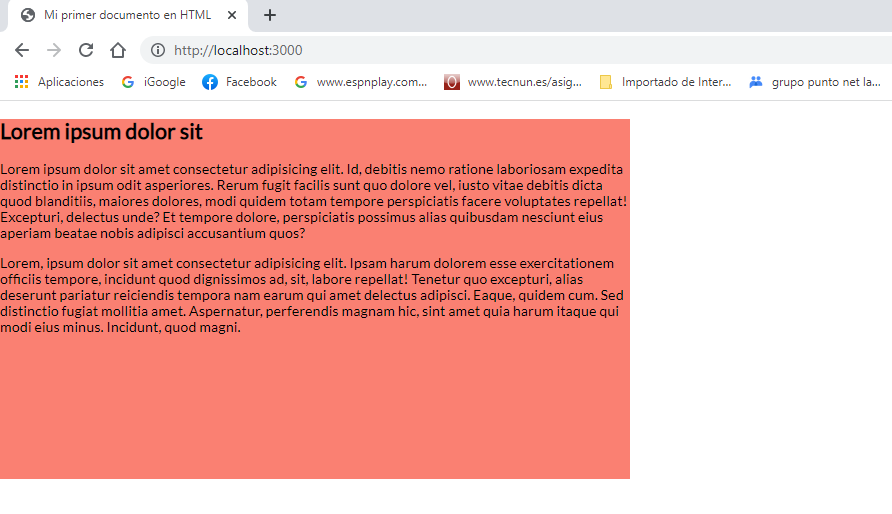 Mi primer documento en HTML
http://localhost:3000
Aplicaciones iGoogle Facebook www.espnplay.com... www.tecnun.es/asig... Importado de Inter... grupo punto net la...
Lorem ipsum dolor sit
Lorem ipsum dolor sit amet consectetur adipisicing elit. Id, debitis nemo ratione laboriosam expedita
distinctio in ipsum odit asperiores. Rerum fugit facilis sunt quo dolore vel, iusto vitae debitis dicta
quod blanditiis, maiores dolores, modi quidem totam tempore perspiciatis facere voluptates repellat!
Excepturi, delectus unde? Et tempore dolore, perspiciatis possimus alias quibusdam nesciunt eius
aperiam beatae nobis adipisci accusantium quos?
Lorem, ipsum dolor sit amet consectetur adipisicing elit. Ipsam harum dolorem esse exercitationem
officiis tempore, incidunt quod dignissimos ad, sit, labore repellat! Tenetur quo excepturi, alias
deserunt pariatur reiciendis tempora nam earum qui amet delectus adipisci. Eaque, quidem cum. Sed
distinctio fugiat mollitia amet. Aspernatur, perferendis magnam hic, sint amet quia harum itaque qui
modi eius minus. Incidunt, quod magni.